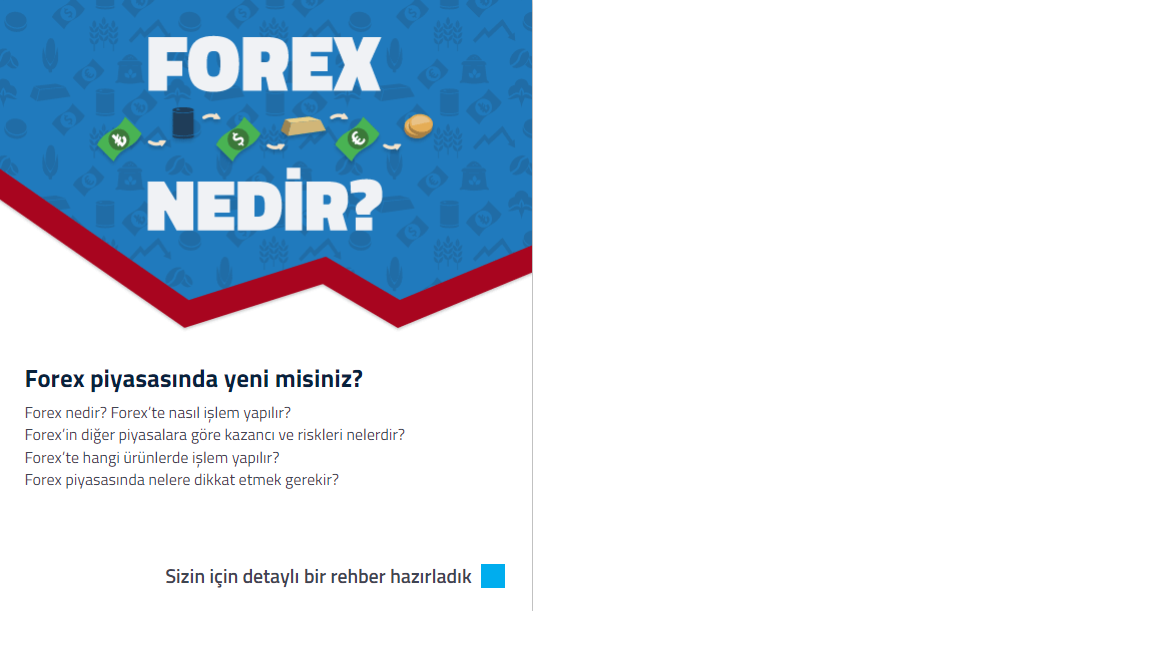 FOREX
NEDİR?
Forex piyasasında yeni misiniz?
Forex nedir? Forex’te nasıl işlem yapılır?
Forex’in diğer piyasalara göre kazancı ve riskleri nelerdir?
Forex’te hangi ürünlerde işlem yapılır?
Forex piyasasında nelere dikkat etmek gerekir?
Sizin için detaylı bir rehber hazırladık